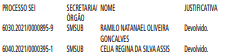 PROCESSO SEI SECRETARIA/ NOME JUSTIFICATIVA
ÓRGÃO
6030.2021/0000895-9 SMSUB RAMILO NATANAEL OLIVEIRA Devolvido.
GONCALVES
6040.2021/0000395-1 SMSUB CELIA REGINA DA SILVA ASSIS Devolvido.